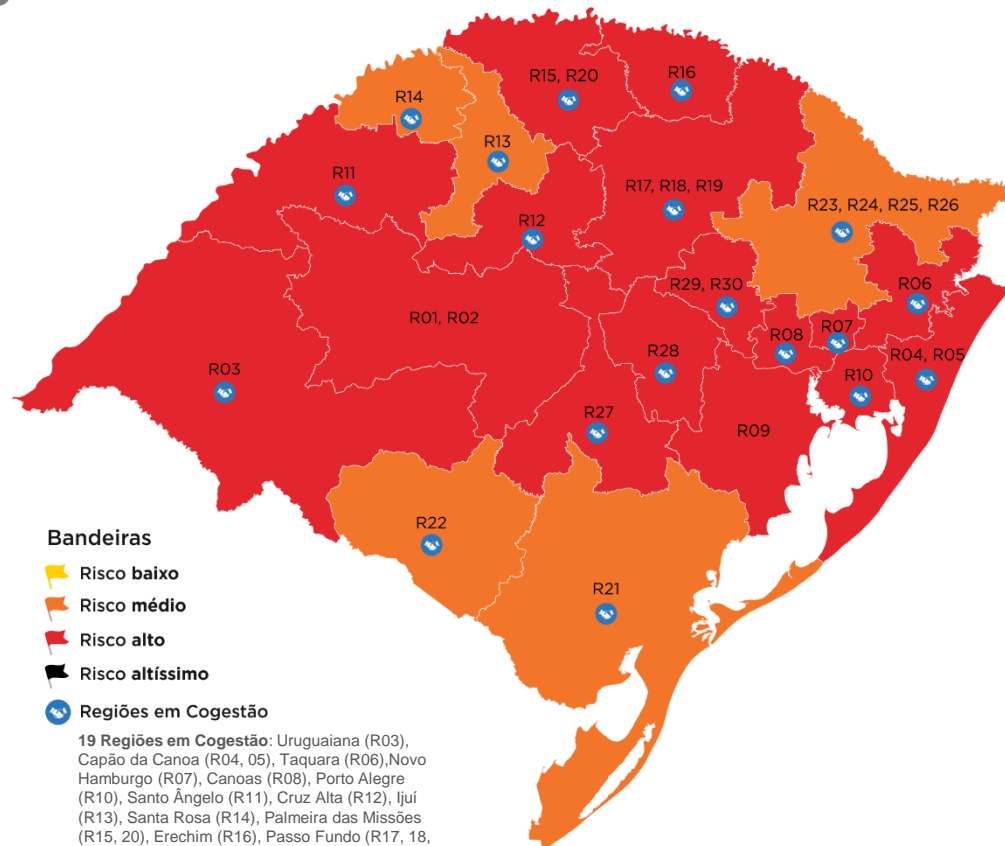 R15, R20
R16
R14
R13
R11
R17, R18, R19
R12
R23, R24, R25, R26
R06
R29, R30
R01, R02
R07
R08
R28
R04, R05
R03
R10
R27
R09
R22
R21
Bandeiras
Risco baixo
Risco médio
Risco alto
Risco altíssimo
Regiões em Cogestão
19 Regiões em Cogestão: Uruguaiana (R03),
Capão da Canoa (R04, 05), Taquara (R06),Novo
Hamburgo (R07), Canoas (R08), Porto Alegre
(R10), Santo Ângelo (R11), Cruz Alta (R12), Ijuí
(R13), Santa Rosa (R14), Palmeira das Missões
(R15, 20), Erechim (R16), Passo Fundo (R17, 18,